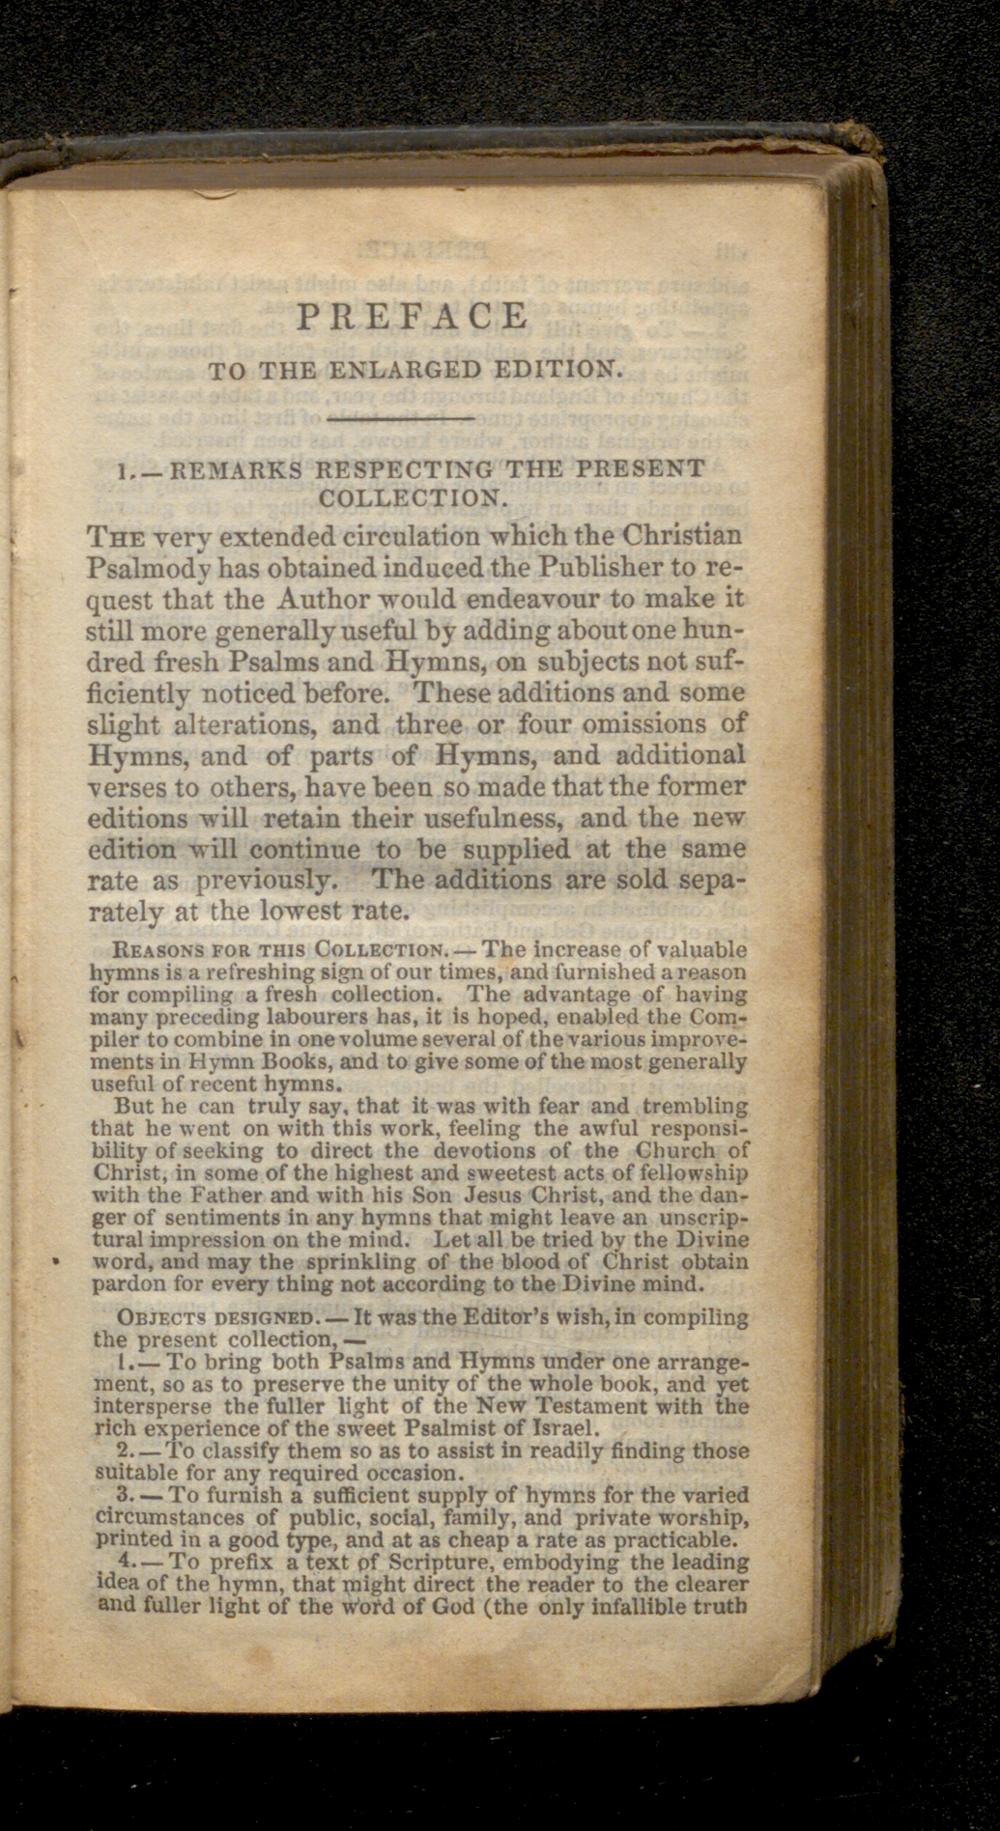 PREFACE
TO THE ENLARGED EDITION.
1.—REMARKS RESPECTING THE PRESENT
COLLECTION.
THE very extended circulation which the Christian
Psalmody has obtained induced the Publisher to re-
quest that the Author would endeavour to make it
still more generally useful by adding about one hun-
dred fresh Psalms and Hymns, on subjects not suf-
ficiently noticed before. These additions and some
slight alterations, and three or four omissions of
Hymns, and of parts of Hymns, and additional
verses to others, have been so made that the former
editions will retain their usefulness, and the new
edition will continue to be supplied at the same
rate as previously. The additions are sold sepa-
rately at the lowest rate.
REASONS FOR THIS COLLECTION.—The increase of valuable
hymns is a refreshing sign of our times, and furnished a reason
for compiling a fresh collection. The advantage of having
many preceding labourers has, it is hoped, enabled the Com-
piler to combine in one volume several of the various improve-
ments in Hymn Books, and to give some of the most generally
useful of recent hymns.
But he can truly say, that it was with fear and trembling
that he went on with this work, feeling the awful responsi-
bility of seeking to direct the devotions of the Church of
Christ, in some of the highest and sweetest acts of fellowship
with the Father and with his Son Jesus Christ, and the dan-
ger of sentiments in any hymns that might leave an unscrip-
tural impression on the mind. Let all be tried by the Divine
word, and may the sprinkling of the blood of Christ obtain
pardon for every thing not according to the Divine mind.
OBJECTS DESIGNED.—It was the Editor's wish, in compiling
the present collection,—
1.—To bring both Psalms and Hymns under one arrange-
ment, so as to preserve the unity of the whole book, and yet
intersperse the fuller light of the New Testament with the
rich experience of the sweet Psalmist of Israel.
2.—To classify them so as to assist in readily finding those
suitable for any required occasion.
3.—To furnish a sufficient supply of hymns for the varied
circumstances of public, social, family, and private worship,
printed in a good type, and at as cheap a rate as practicable.
4.—To prefix a text of Scripture, embodying the leading
idea of the hymn, that might direct the reader to the clearer
and fuller light of the word of God (the only infallible truth